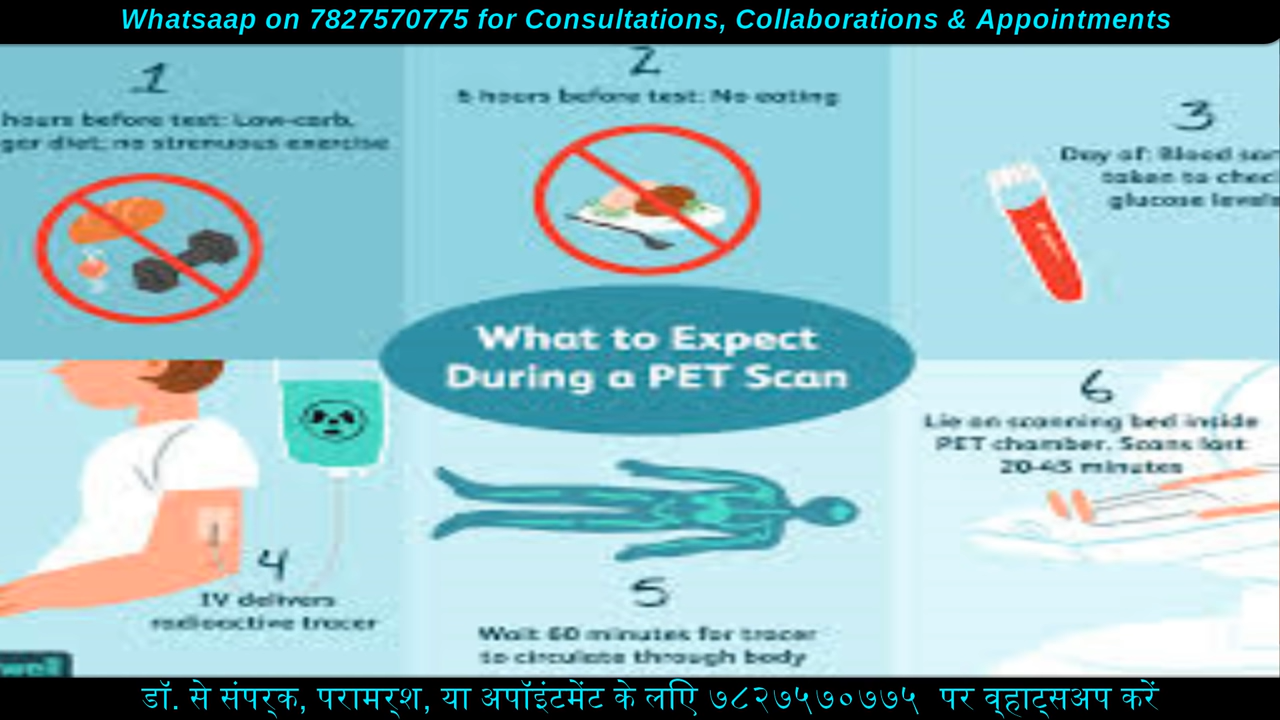 Whatsaap on 7827570775 for Consultations, Collaborations & Appointments
1
hours before test: Low-carb,
diet; no strenuous exercise
2
6 hours before test: No eating
3
Day of: Blood
taken to
glucose levels
What to Expect
During a PET Scan
4
IV delivers
radioactive tracer
5
Wait 60 minutes for tracer
to circulate through body
6
Lie on scanning bed inside
PET chamber. Scans last
20-45 minutes
डॉ. से संपर्क, परामर्श, या अपॉइंटमेंट के लिए ७८२७५७०७७५ पर व्हाट्सअप करें